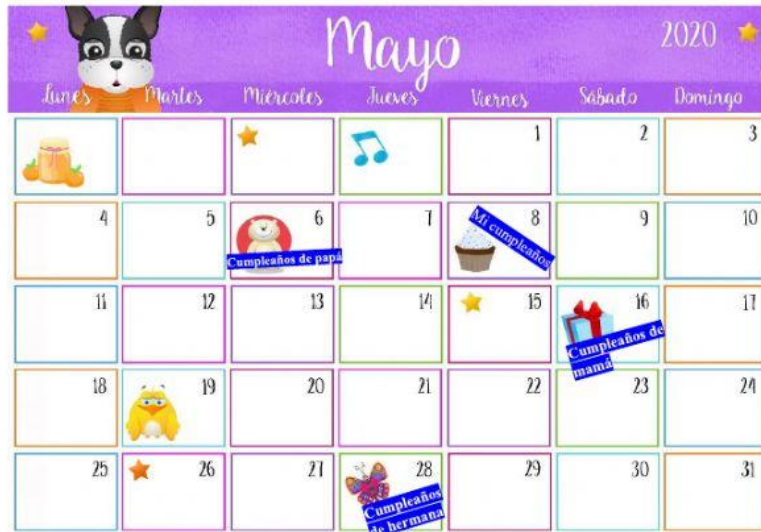 Mayo 2020
Lunes Martes Miércoles Jueves Viernes Sábado Domingo
1 2 3
4 5 6 7 8 9 10
Cumpleaños de papá
Mi cumpleaños
11 12 13 14 15 16 17
Cumpleaños de
mamá
18 19 20 21 22 23 24
25 26 27 28 29 30 31
Cumpleaños
de hermana